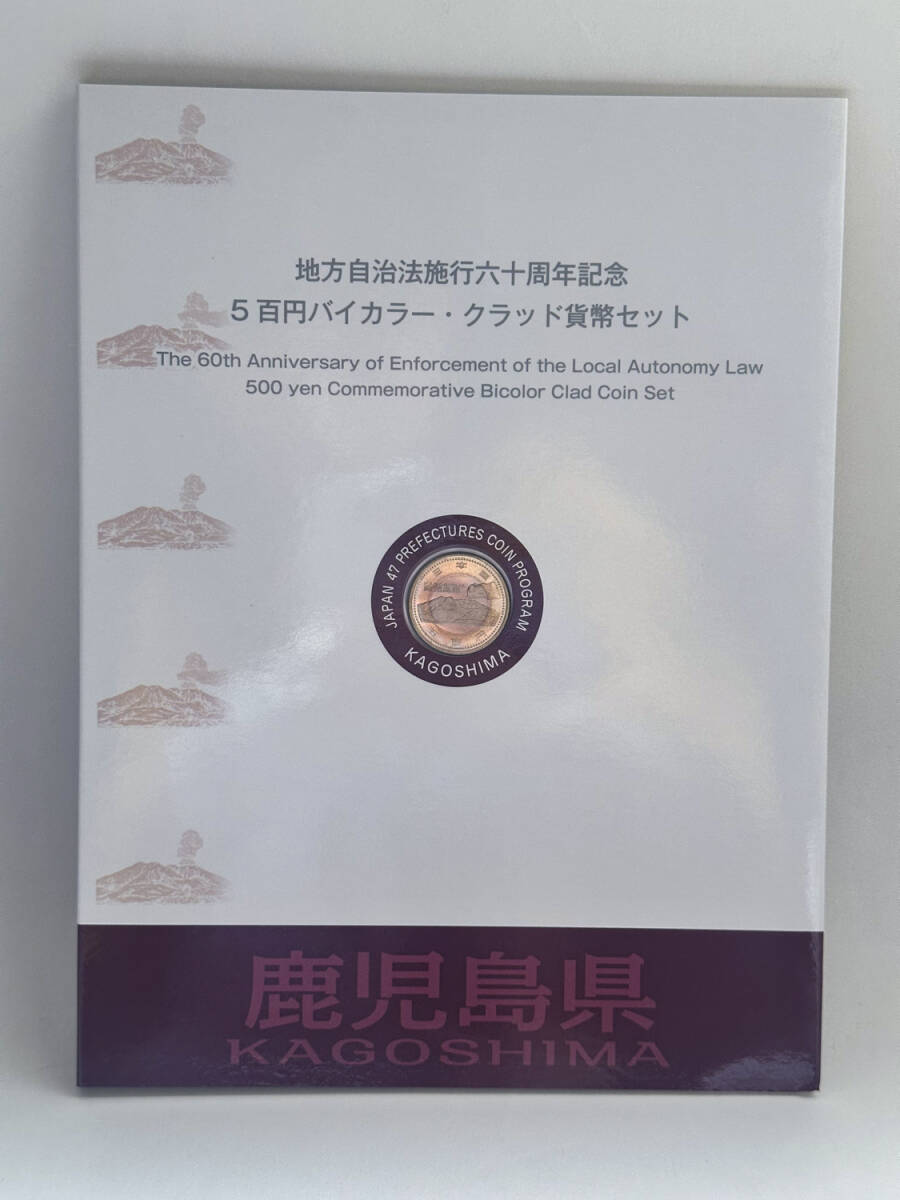 地方自治法施行六十周年記念
５百円バイカラー・クラッド貨幣セット
The 60th Anniversary of Enforcement of the Local Autonomy Law
500 yen Commemorative Bicolor Clad Coin Set
JAPAN 47 PREFECTURES COIN PROGRAM
KAGOSHIMA
鹿児島県
KAGOSHIMA